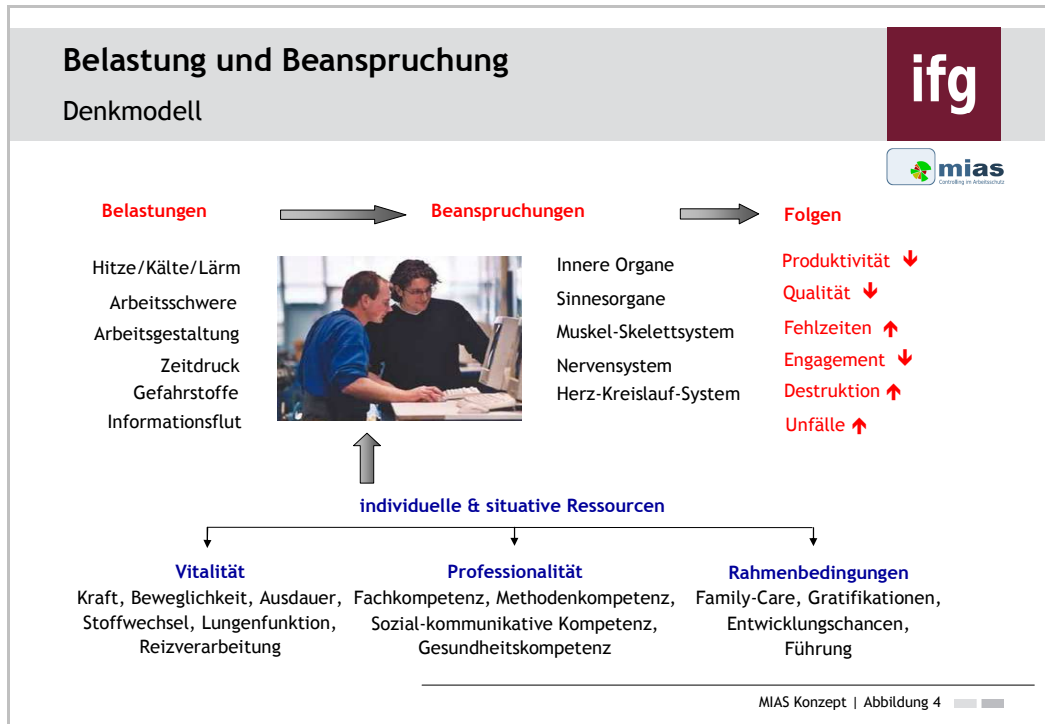 Belastung und Beanspruchung
Denkmodell
ifg
mias
Controlling im Arbeitsschutz
Belastungen
Beanspruchungen
Folgen
Hitze/Kälte/Lärm
Arbeitsschwere
Arbeitsgestaltung
Zeitdruck
Gefahrstoffe
Informationsflut
Innere Organe
Sinnesorgane
Muskel-Skelettsystem
Nervensystem
Herz-Kreislauf-System
Produktivität ↓
Qualität ↓
Fehlzeiten ↑
Engagement ↓
Destruktion ↑
Unfälle ↑
individuelle & situative Ressourcen
Vitalität
Kraft, Beweglichkeit, Ausdauer,
Stoffwechsel, Lungenfunktion,
Reizverarbeitung
Professionalität
Fachkompetenz, Methodenkompetenz,
Sozial-kommunikative Kompetenz,
Gesundheitskompetenz
Rahmenbedingungen
Family-Care, Gratifikationen,
Entwicklungschancen,
Führung
MIAS Konzept | Abbildung 4